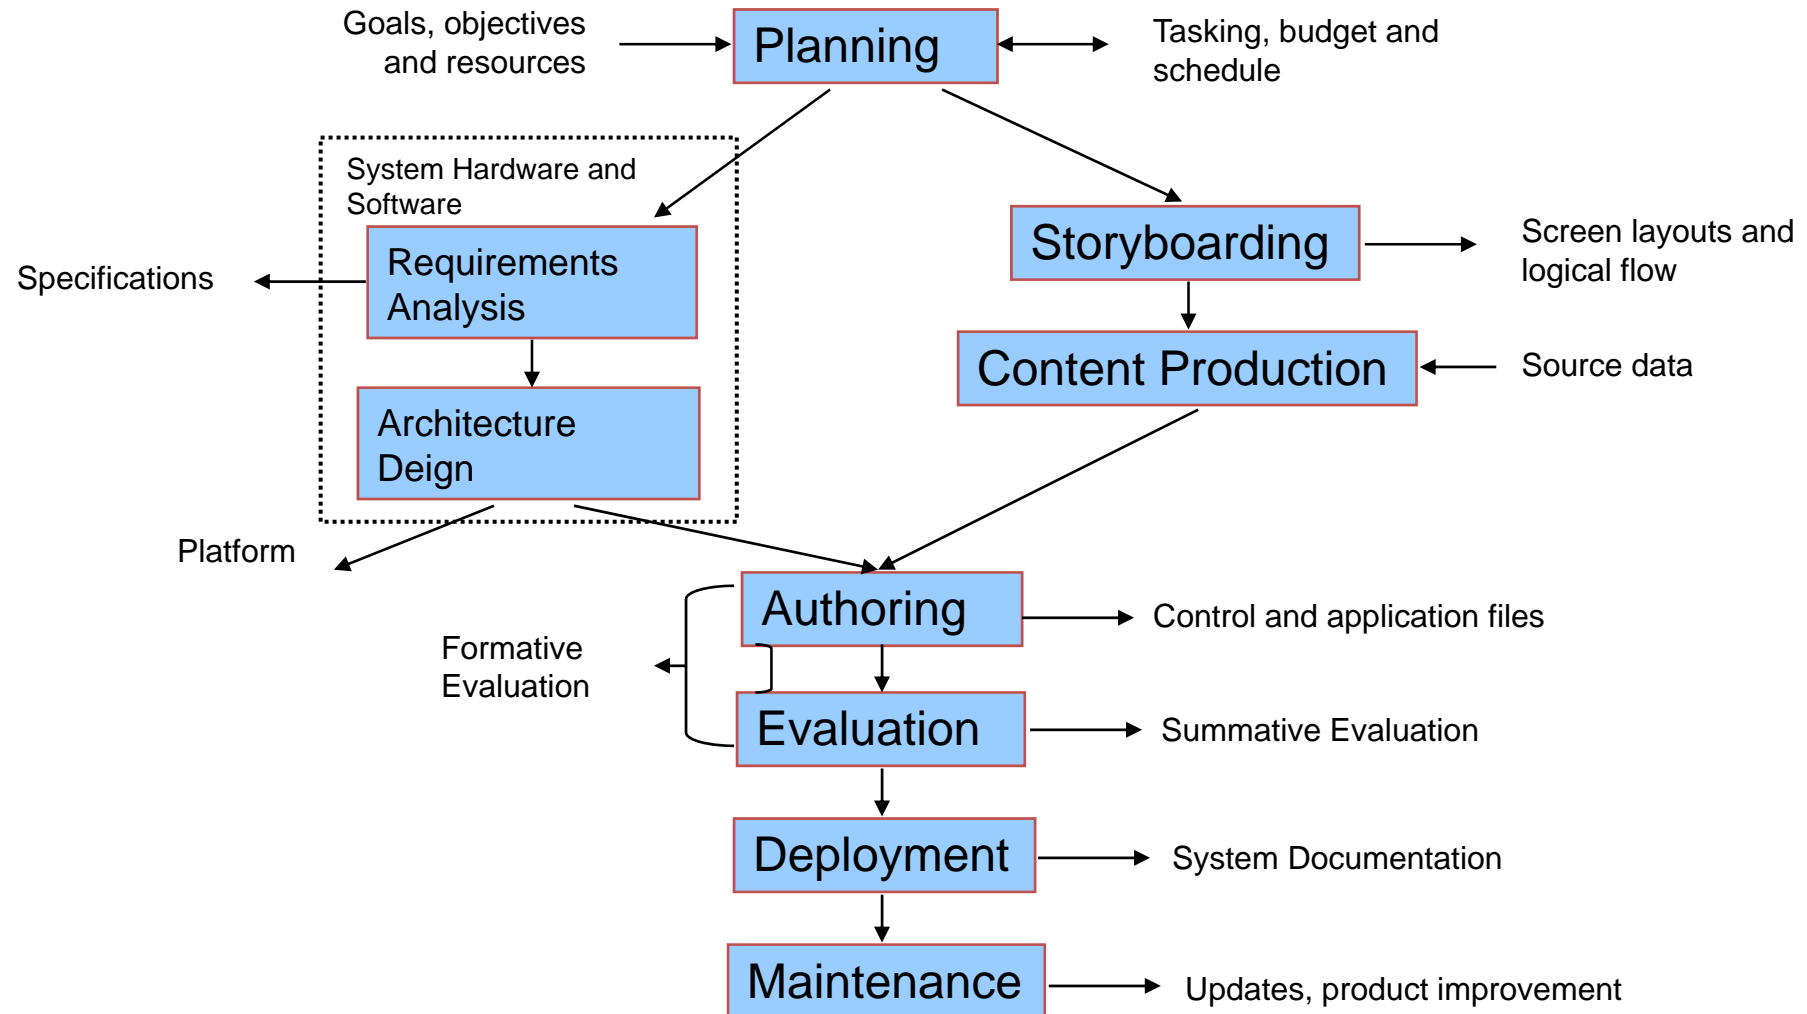 Goals, objectives
and resources
Planning
Tasking, budget and
schedule
System Hardware and
Software
Requirements
Analysis
Specifications
Storyboarding
Screen layouts and
logical flow
Content Production
Source data
Architecture
Deign
Platform
Authoring
Control and application files
Formative
Evaluation
Evaluation
Summative Evaluation
Deployment
System Documentation
Maintenance
Updates, product improvement